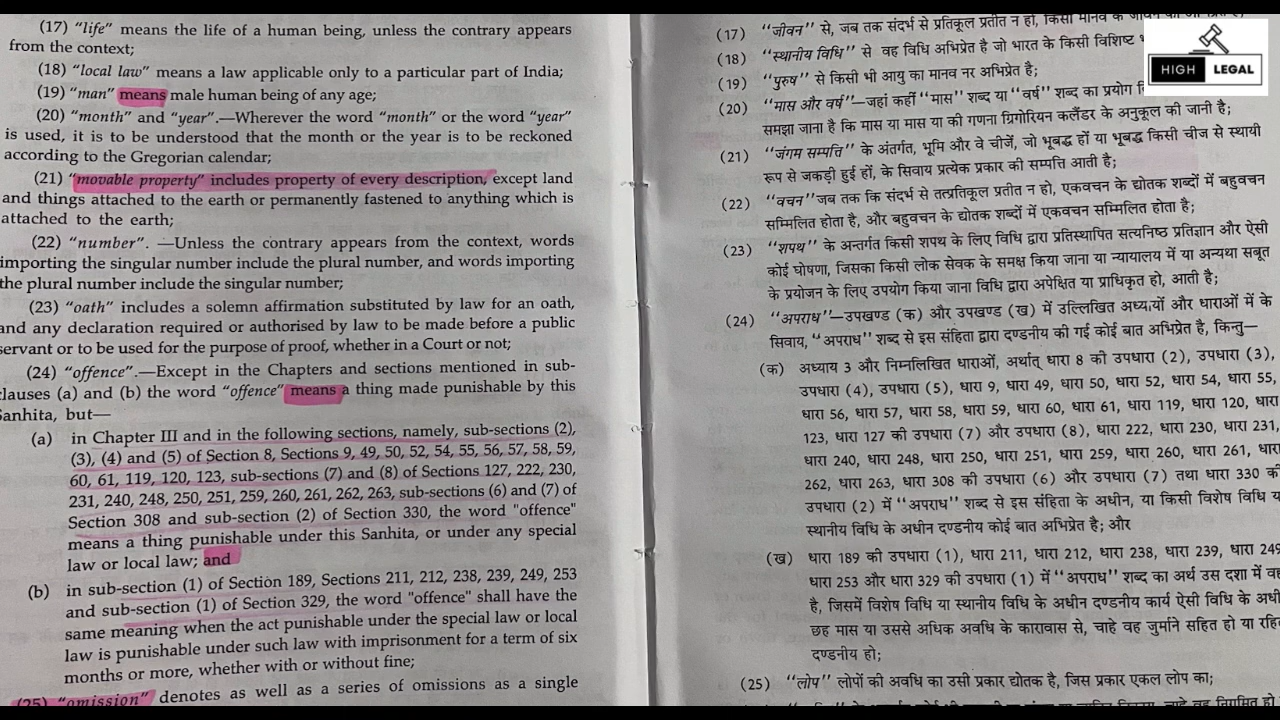 (17) "life" means the life of a human being, unless the contrary appears
from the context;
(18) "local law" means a law applicable only to a particular part of India;
(19) "man" means male human being of any age;
(20) "month" and "year".—Wherever the word "month" or the word "year"
is used, it is to be understood that the month or the year is to be reckoned
according to the Gregorian calendar;
(21) "movable property" includes property of every description, except land
and things attached to the earth or permanently fastened to anything which is
attached to the earth;
(22) "number". —Unless the contrary appears from the context, words
importing the singular number include the plural number, and words importing
the plural number include the singular number;
(23) "oath" includes a solemn affirmation substituted by law for an oath,
and any declaration required or authorised by law to be made before a public
servant or to be used for the purpose of proof, whether in a Court or not;
(24) "offence".—Except in the Chapters and sections mentioned in sub-
clauses (a) and (b) the word "offence" means a thing made punishable by this
Sanhita, but—
(a) in Chapter III and in the following sections, namely, sub-sections (2),
(3), (4) and (5) of Section 8, Sections 9, 49, 50, 52, 54, 55, 56, 57, 58, 59,
60, 61, 119, 120, 123, sub-sections (7) and (8) of Sections 127, 222, 230,
231, 240, 248, 250, 251, 259, 260, 261, 262, 263, sub-sections (6) and (7) of
Section 308 and sub-section (2) of Section 330, the word "offence"
means a thing punishable under this Sanhita, or under any special
law or local law; and
(b) in sub-section (1) of Section 189, Sections 211, 212, 238, 239, 249, 253
and sub-section (1) of Section 329, the word "offence" shall have the
same meaning when the act punishable under the special law or local
law is punishable under such law with imprisonment for a term of six
months or more, whether with or without fine;
(25) "omission" denotes as well as a series of omissions as a single
(17) "जीवन" से, जब तक संदर्भ से प्रतिकूल प्रतीत न हो, किसी मानव के
(18) "स्थानीय विधि" से वह विधि अभिप्रेत है जो भारत के किसी विशिष्ट
(19) "पुरुष" से किसी भी आयु का मानव नर अभिप्रेत है;
(20) "मास और वर्ष"—जहां कहीं "मास" शब्द या "वर्ष" शब्द का प्रयोग
समझा जाना है कि मास या मास या की गणना ग्रिगोरियन कलैंडर के अनुकूल की जानी है;
(21) "जंगम सम्पत्ति" के अंतर्गत, भूमि और वे चीजें, जो भूबद्ध हों या भूबद्ध किसी चीज से स्थायी
रूप से जकड़ी हुई हों, के सिवाय प्रत्येक प्रकार की सम्पत्ति आती है;
(22) "वचन" जब तक कि संदर्भ से तत्प्रतिकूल प्रतीत न हो, एकवचन के द्योतक शब्दों में बहुवचन
सम्मिलित होता है, और बहुवचन के द्योतक शब्दों में एकवचन सम्मिलित होता है;
(23) "शपथ" के अन्तर्गत किसी शपथ के लिए विधि द्वारा प्रतिस्थापित सत्यनिष्ठ प्रतिज्ञान और ऐसी
कोई घोषणा, जिसका किसी लोक सेवक के समक्ष किया जाना या न्यायालय में या अन्यथा सबूत
के प्रयोजन के लिए उपयोग किया जाना विधि द्वारा अपेक्षित या प्राधिकृत हो, आती है;
(24) "अपराध"—उपखण्ड (क) और उपखण्ड (ख) में उल्लिखित अध्यायों और धाराओं में के
सिवाय, "अपराध" शब्द से इस संहिता द्वारा दण्डनीय की गई कोई बात अभिप्रेत है, किन्तु—
(क) अध्याय 3 और निम्नलिखित धाराओं, अर्थात् धारा 8 की उपधारा (2), उपधारा (3),
उपधारा (4), उपधारा (5), धारा 9, धारा 49, धारा 50, धारा 52, धारा 54, धारा 55,
धारा 56, धारा 57, धारा 58, धारा 59, धारा 60, धारा 61, धारा 119, धारा 120, धारा
123, धारा 127 की उपधारा (7) और उपधारा (8), धारा 222, धारा 230, धारा 231,
धारा 240, धारा 248, धारा 250, धारा 251, धारा 259, धारा 260, धारा 261, धारा
262, धारा 263, धारा 308 की उपधारा (6) और उपधारा (7) तथा धारा 330 की
उपधारा (2) में "अपराध" शब्द से इस संहिता के अधीन, या किसी विशेष विधि या
स्थानीय विधि के अधीन दण्डनीय कोई बात अभिप्रेत है; और
(ख) धारा 189 की उपधारा (1), धारा 211, धारा 212, धारा 238, धारा 239, धारा 249
धारा 253 और धारा 329 की उपधारा (1) में "अपराध" शब्द का अर्थ उस दशा में वही
है, जिसमें विशेष विधि या स्थानीय विधि के अधीन दण्डनीय कार्य ऐसी विधि के अधी
छह मास या उससे अधिक अवधि के कारावास से, चाहे वह जुर्माने सहित हो या रहि
दण्डनीय हो;
(25) "लोप" लोपों की अवधि का उसी प्रकार द्योतक है, जिस प्रकार एकल लोप का;
HIGH LEGAL